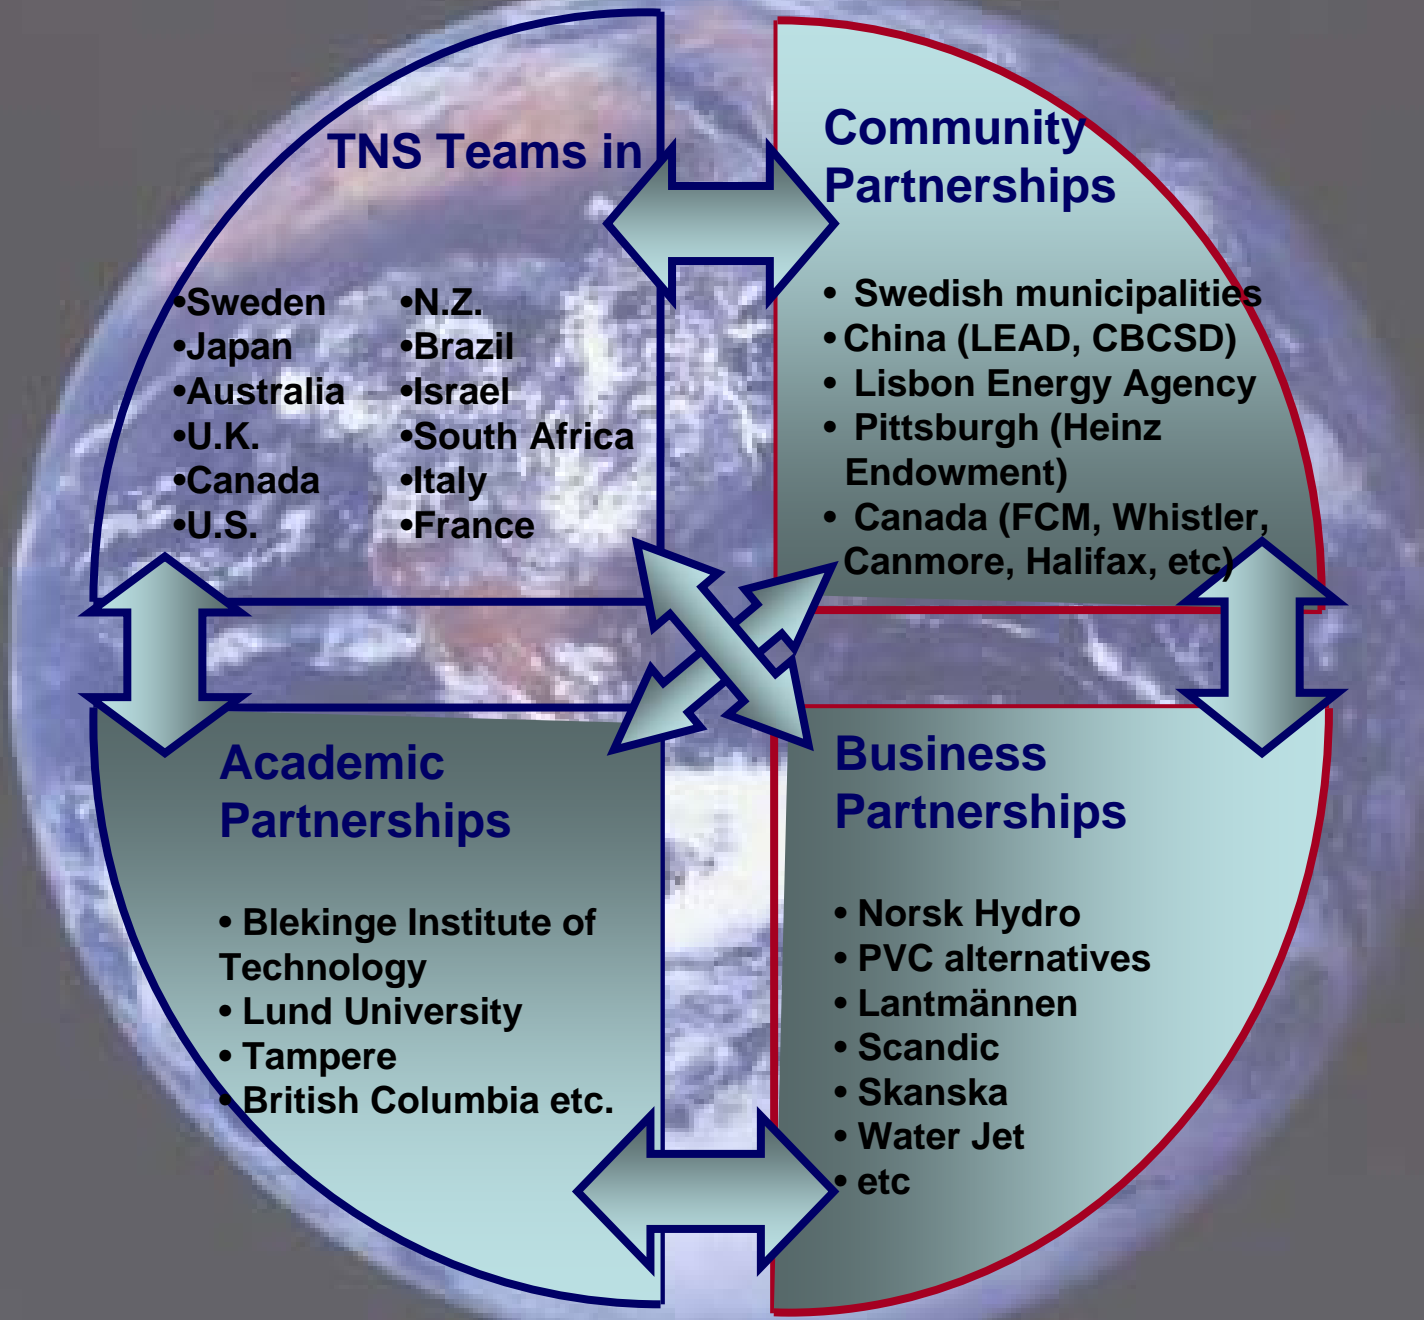 TNS Teams in
•Sweden
•Japan
•Australia
•U.K.
•Canada
•U.S.
•N.Z.
•Brazil
•Israel
•South Africa
•Italy
•France
Community
Partnerships
• Swedish municipalities
• China (LEAD, CBCSD)
• Lisbon Energy Agency
• Pittsburgh (Heinz
Endowment)
• Canada (FCM, Whistler,
Canmore, Halifax, etc)
Academic
Partnerships
• Blekinge Institute of
Technology
• Lund University
• Tampere
• British Columbia etc.
Business
Partnerships
• Norsk Hydro
• PVC alternatives
• Lantmännen
• Scandic
• Skanska
• Water Jet
• etc